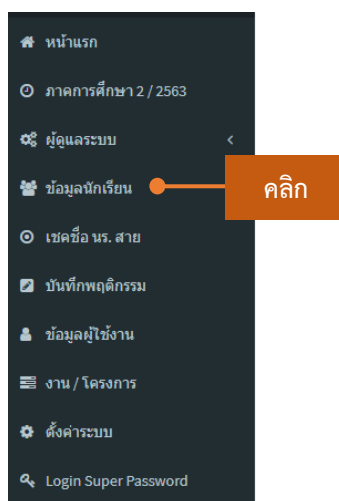 หน้าแรก
ภาคการศึกษา 2 / 2563
ผู้ดูแลระบบ
ข้อมูลนักเรียน
คลิก
เชคชื่อ นร. สาย
บันทึกพฤติกรรม
ข้อมูลผู้ใช้งาน
งาน / โครงการ
ตั้งค่าระบบ
Login Super Password